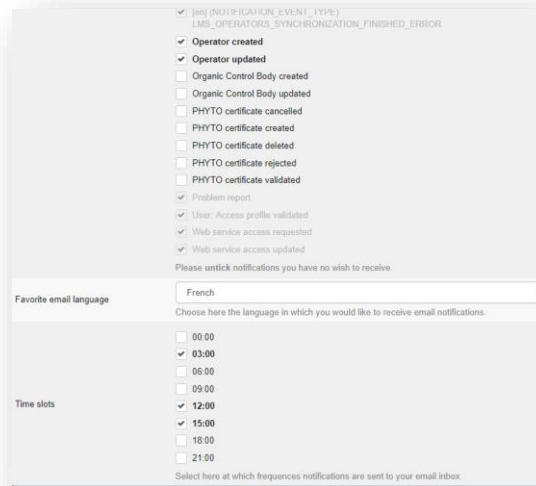 [en] (NOTIFICATION_EVENT_TYPE)
LMS_OPERATORS_SYNCHRONIZATION_FINISHED_ERROR
Operator created
Operator updated
Organic Control Body created
Organic Control Body updated
PHYTO certificate cancelled
PHYTO certificate created
PHYTO certificate deleted
PHYTO certificate rejected
PHYTO certificate validated
Problem report
User: Access profile validated
Web service access requested
Web service access updated
Please untick notifications you have no wish to receive.
Favorite email language
French
Choose here the language in which you would like to receive email notifications.
Time slots
00:00
03:00
06:00
09:00
12:00
15:00
18:00
21:00
Select here at which frequences notifications are sent to your email inbox.